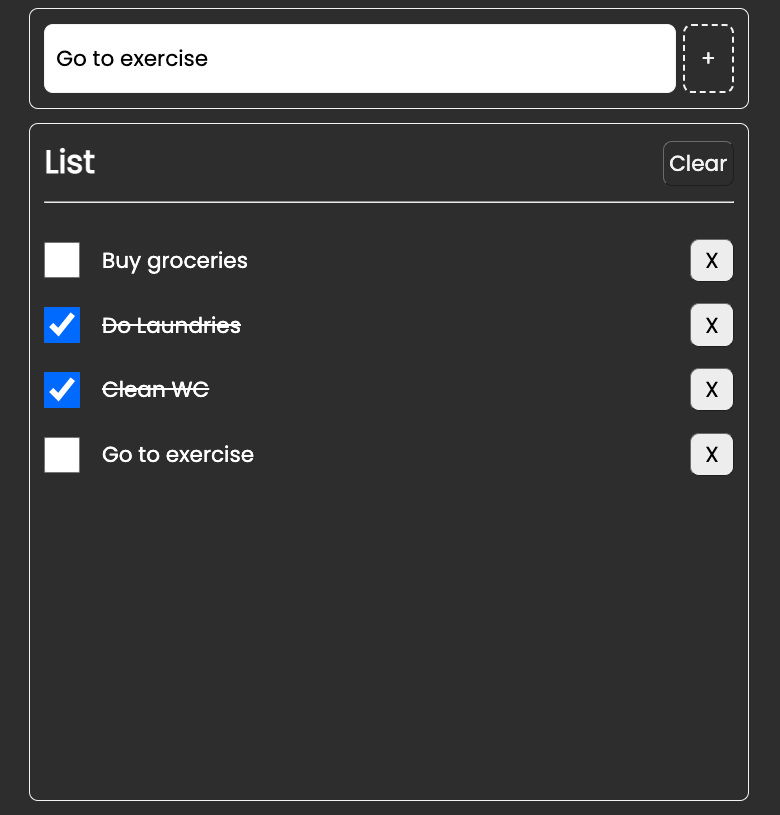 Go to exercise
+
List
Clear
Buy groceries
X
Do Laundries
X
Clean WC
X
Go to exercise
X